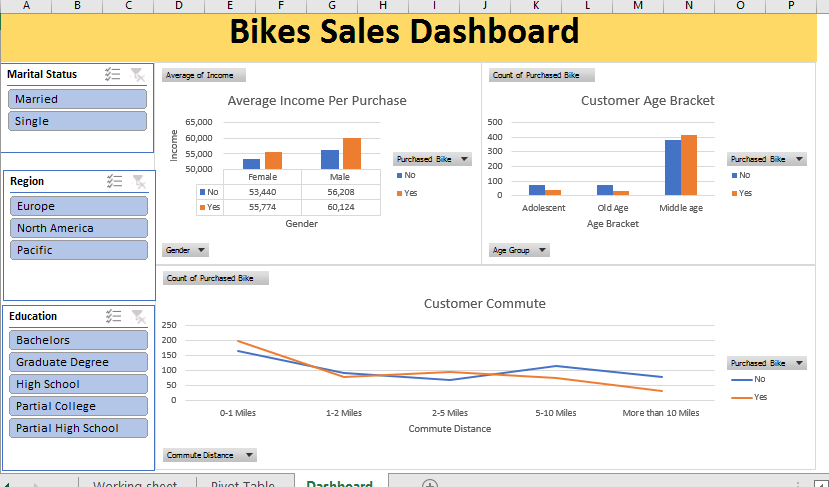 A B C D E F G H I J K L M N O P
Bikes Sales Dashboard
Marital Status
Married
Single
Region
Europe
North America
Pacific
Education
Bachelors
Graduate Degree
High School
Partial College
Partial High School
Average of Income
Average Income Per Purchase
65,000
60,000
55,000
50,000
Income
Female Male
No 53,440 56,208
Yes 55,774 60,124
Gender
Purchased Bike
No
Yes
Gender
Count of Purchased Bike
Customer Age Bracket
500
400
300
200
100
0
Adolescent Old Age Middle age
Age Bracket
Purchased Bike
No
Yes
Age Group
Count of Purchased Bike
Customer Commute
250
200
150
100
50
0
0-1 Miles 1-2 Miles 2-5 Miles 5-10 Miles More than 10 Miles
Commute Distance
Purchased Bike
No
Yes
Commute Distance
Working sheet Pivot Table Dashboard